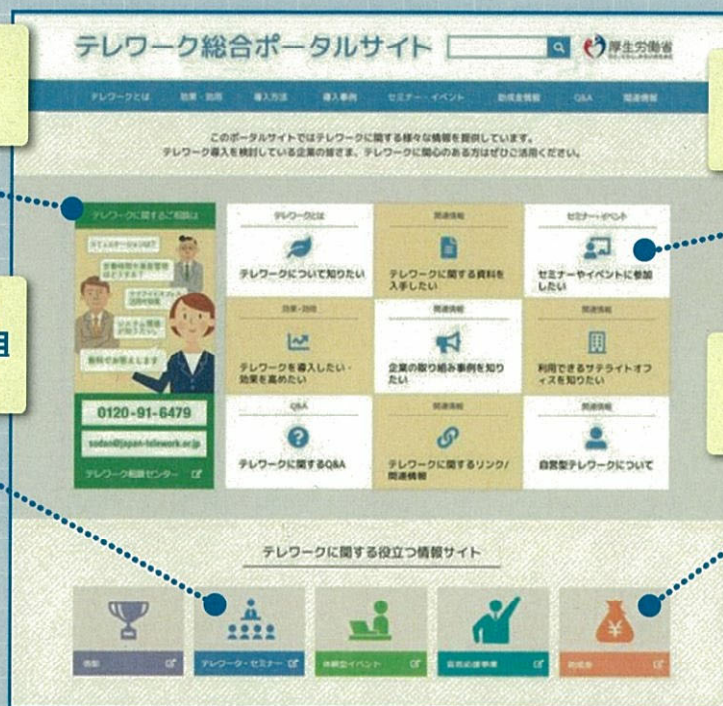 テレワーク総合ポータルサイト
厚生労働省
テレワークとは 効果・効用 導入方法 導入事例 セミナー・イベント 助成金情報 Q&A 関連情報
このポータルサイトではテレワークに関する様々な情報を提供しています。
テレワーク導入を検討している企業の皆さま、テレワークに関心のある方はぜひご活用ください。
テレワークに関するご相談は
無料でお答えします
0120-91-6479
sodan@japan-telework.or.jp
テレワーク相談センター
テレワークとは
テレワークについて知りたい
関連情報
テレワークに関する資料を
入手したい
セミナー・イベント
セミナーやイベントに参加
したい
効果・効用
テレワークを導入したい・
効果を高めたい
関連情報
企業の取り組み事例を知り
たい
関連情報
利用できるサテライトオフ
ィスを知りたい
Q&A
テレワークに関するQ&A
関連情報
テレワークに関するリンク/
関連情報
関連情報
自営型テレワークについて
組
テレワークに関する役立つ情報サイト
表彰
テレワーク・セミナー
体験型イベント
助成金